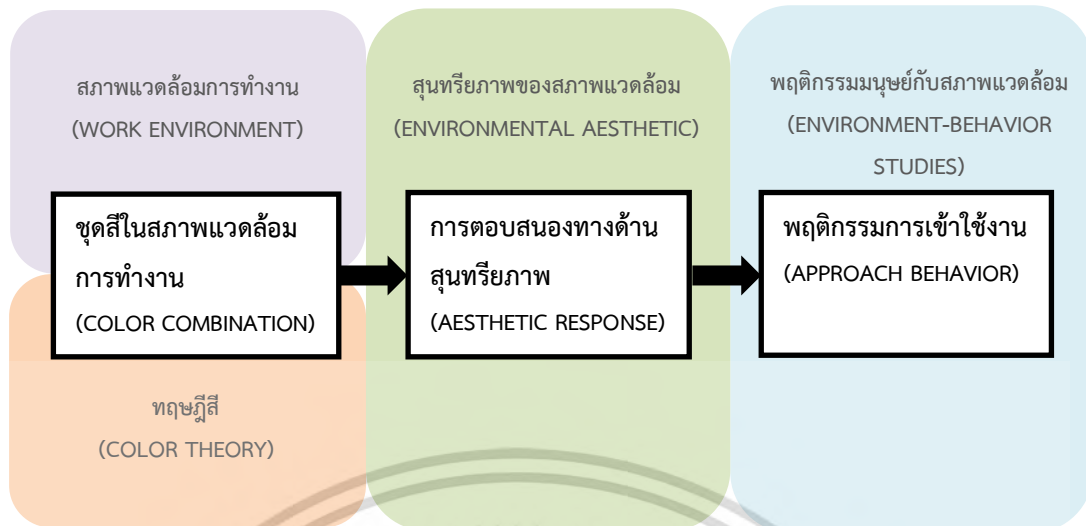 สภาพแวดล้อมการทำงาน
(WORK ENVIRONMENT)
สุนทรียภาพของสภาพแวดล้อม
(ENVIRONMENTAL AESTHETIC)
พฤติกรรมมนุษย์กับสภาพแวดล้อม
(ENVIRONMENT-BEHAVIOR
STUDIES)
ชุดสีในสภาพแวดล้อม
การทำงาน
(COLOR COMBINATION)
การตอบสนองทางด้าน
สุนทรียภาพ
(AESTHETIC RESPONSE)
พฤติกรรมการเข้าใช้งาน
(APPROACH BEHAVIOR)
ทฤษฎีสี
(COLOR THEORY)